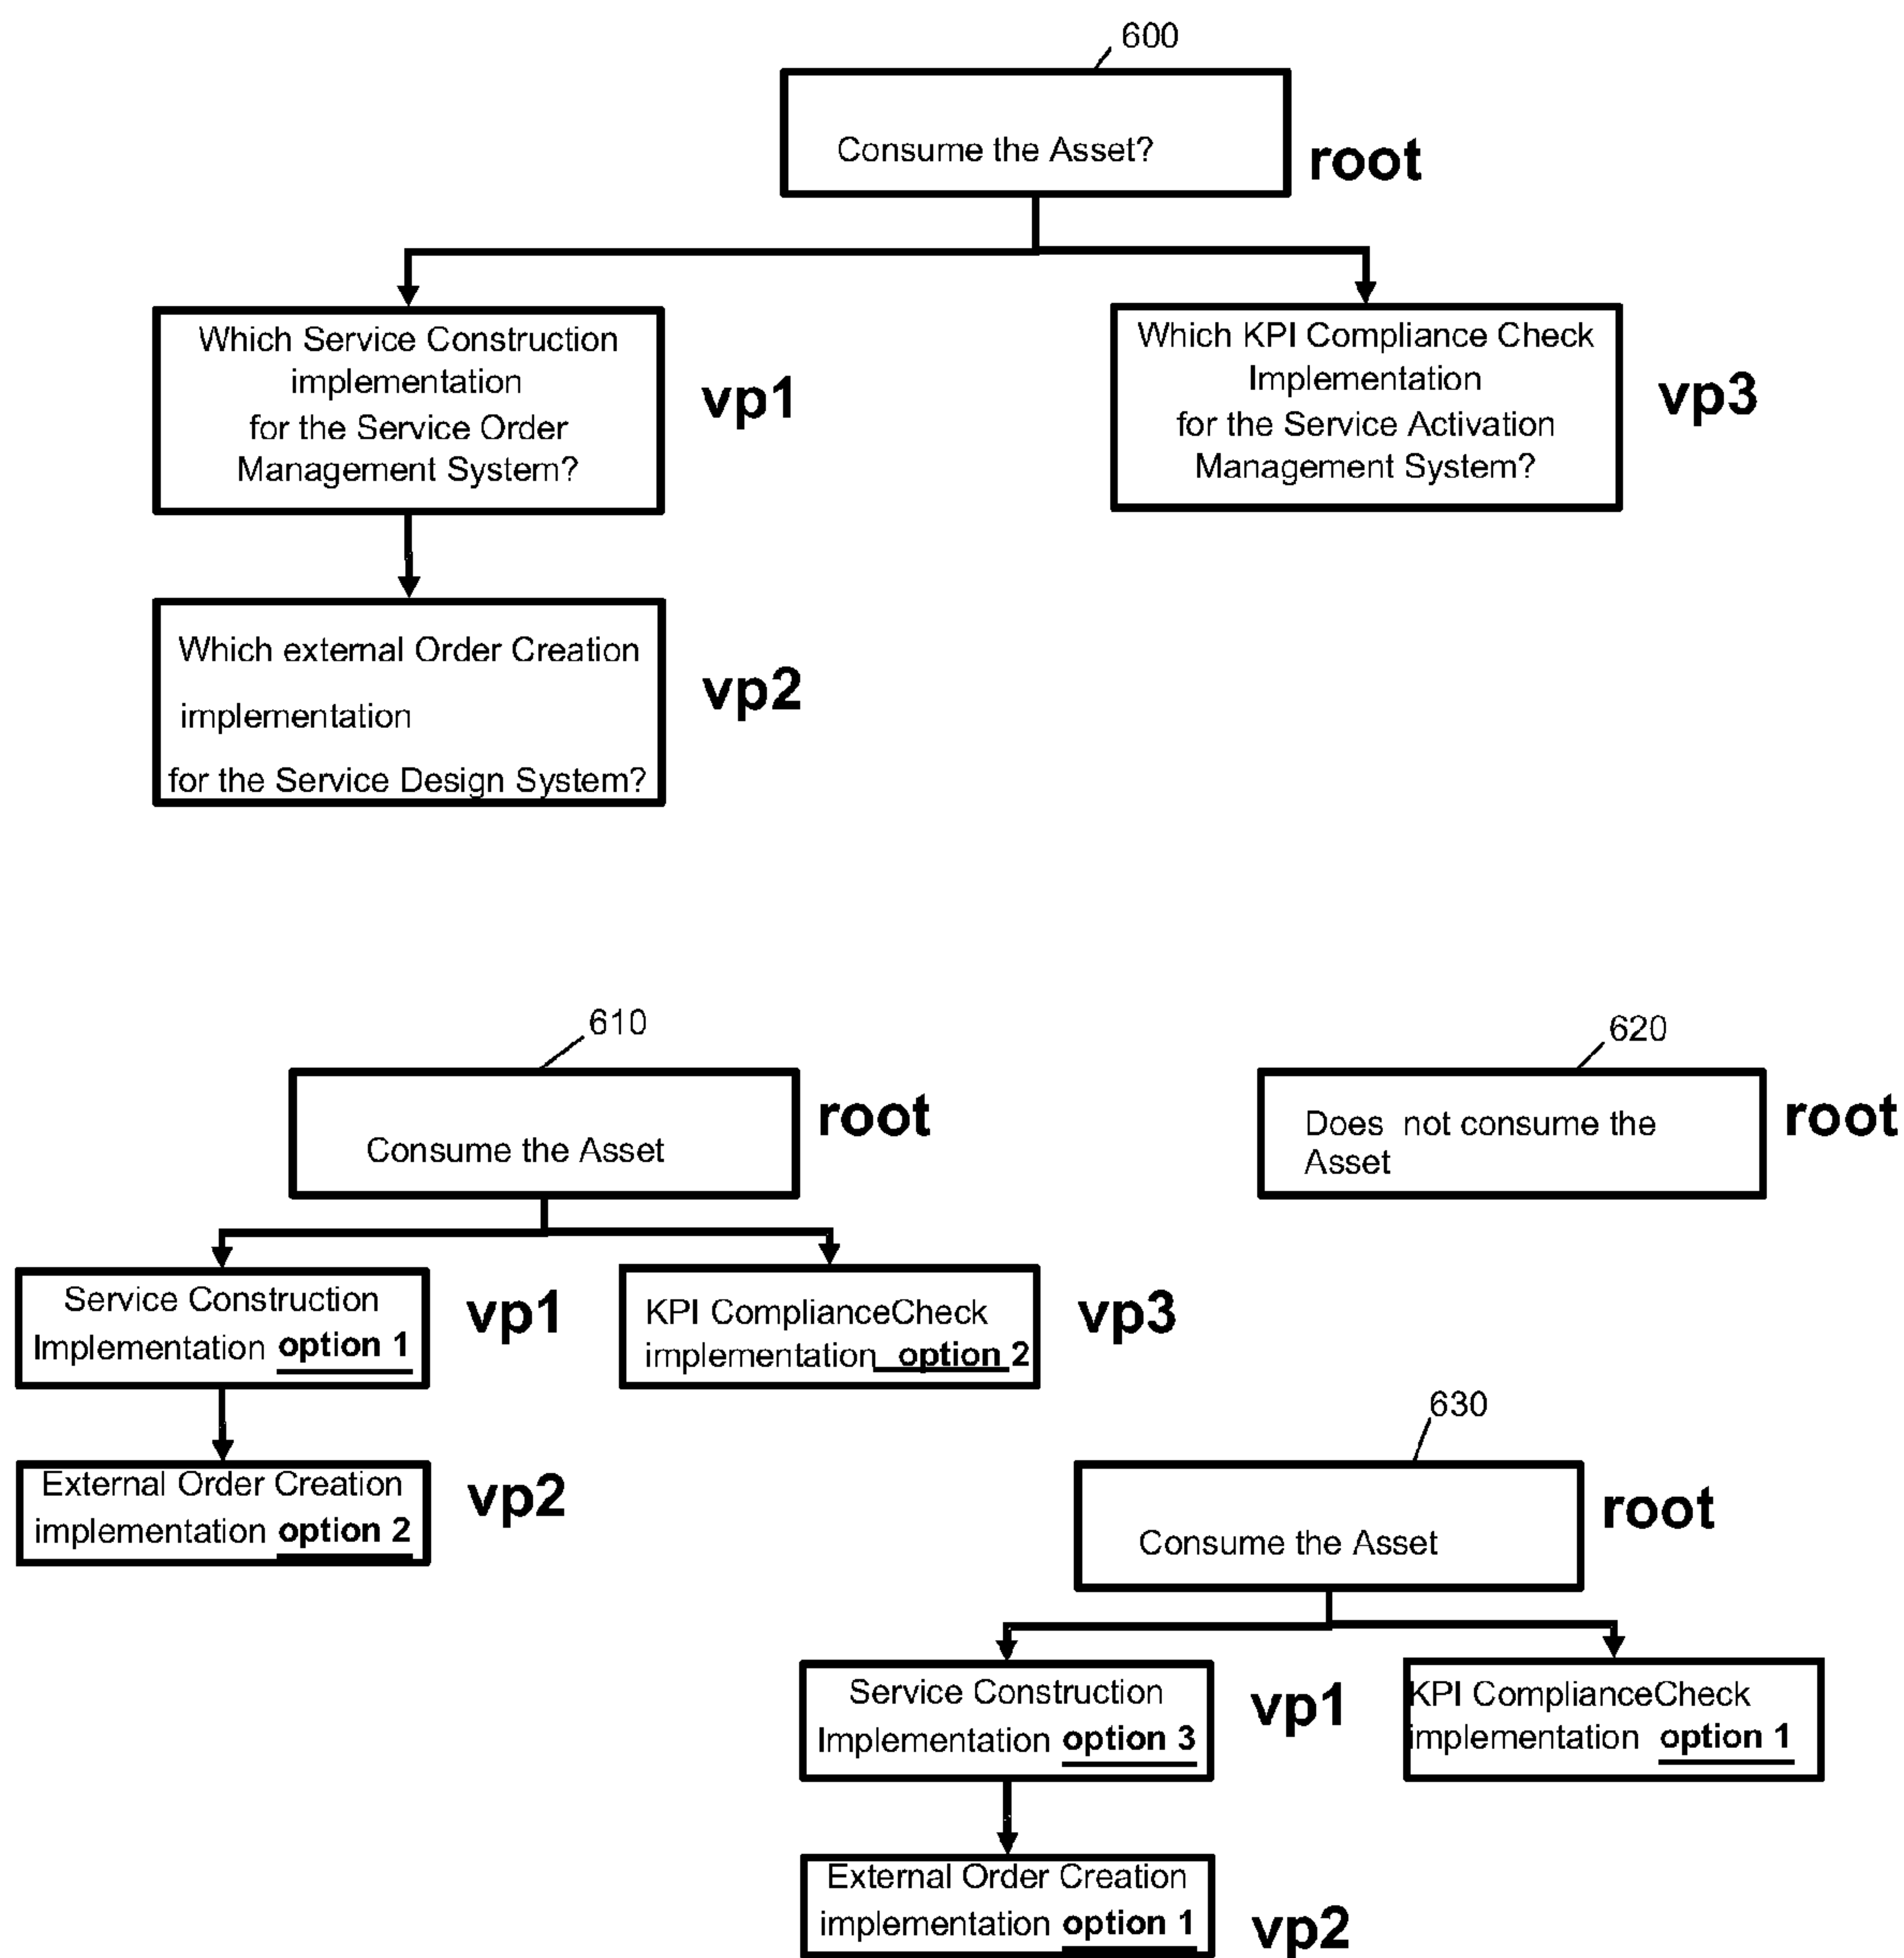 600
Consume the Asset?
root
Which Service Construction
implementation
for the Service Order
Management System?
vp1
Which KPI Compliance Check
Implementation
for the Service Activation
Management System?
vp3
Which external Order Creation
implementation
for the Service Design System?
vp2
610
Consume the Asset
root
620
Does not consume the
Asset
root
Service Construction
Implementation option 1
vp1
KPI ComplianceCheck
implementation option 2
vp3
External Order Creation
implementation option 2
vp2
630
Consume the Asset
root
Service Construction
Implementation option 3
vp1
KPI ComplianceCheck
implementation option 1
External Order Creation
implementation option 1
vp2